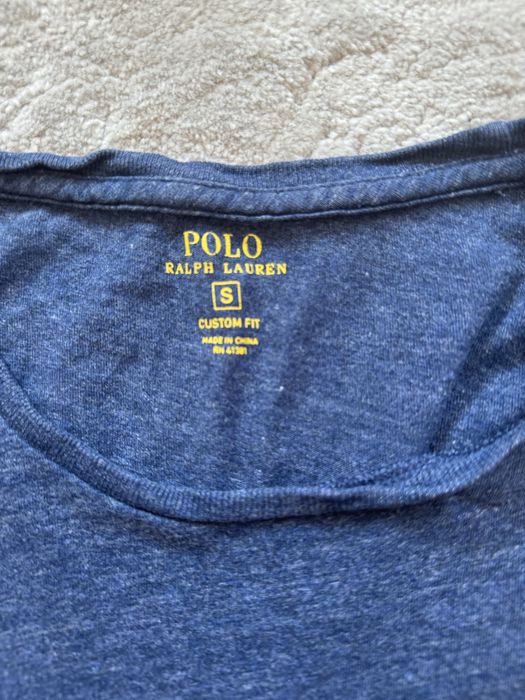 POLO
RALPH LAUREN
S
CUSTOM FIT
MADE IN CHINA
RN 41381